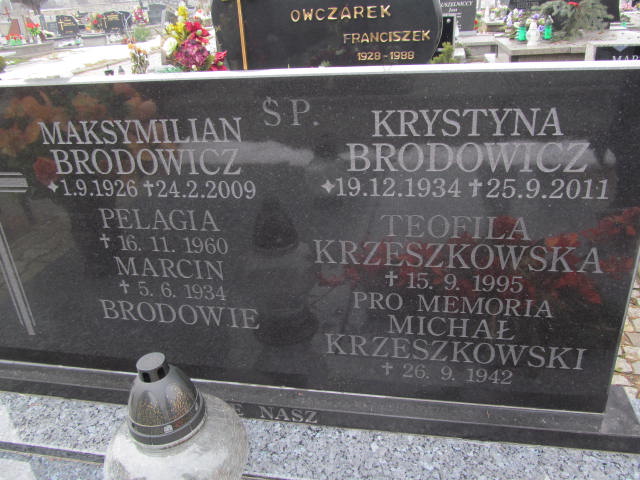 OWCZAREK
FRANCISZEK
1928-1988
ŚP.
MAKSYMILIAN
BRODOWICZ
1.9.1926 ✝ 24.2.2009
PELAGIA
✝ 16. 11. 1960
MARCIN
✝ 5. 6. 1934
BRODOWIE
KRYSTYNA
BRODOWICZ
19.12.1934 ✝ 25.9.2011
TEOFILA
KRZESZKOWSKA
✝ 15. 9. 1995
PRO MEMORIA
MICHAŁ
KRZESZKOWSKI
✝ 26. 9. 1942
NASZ